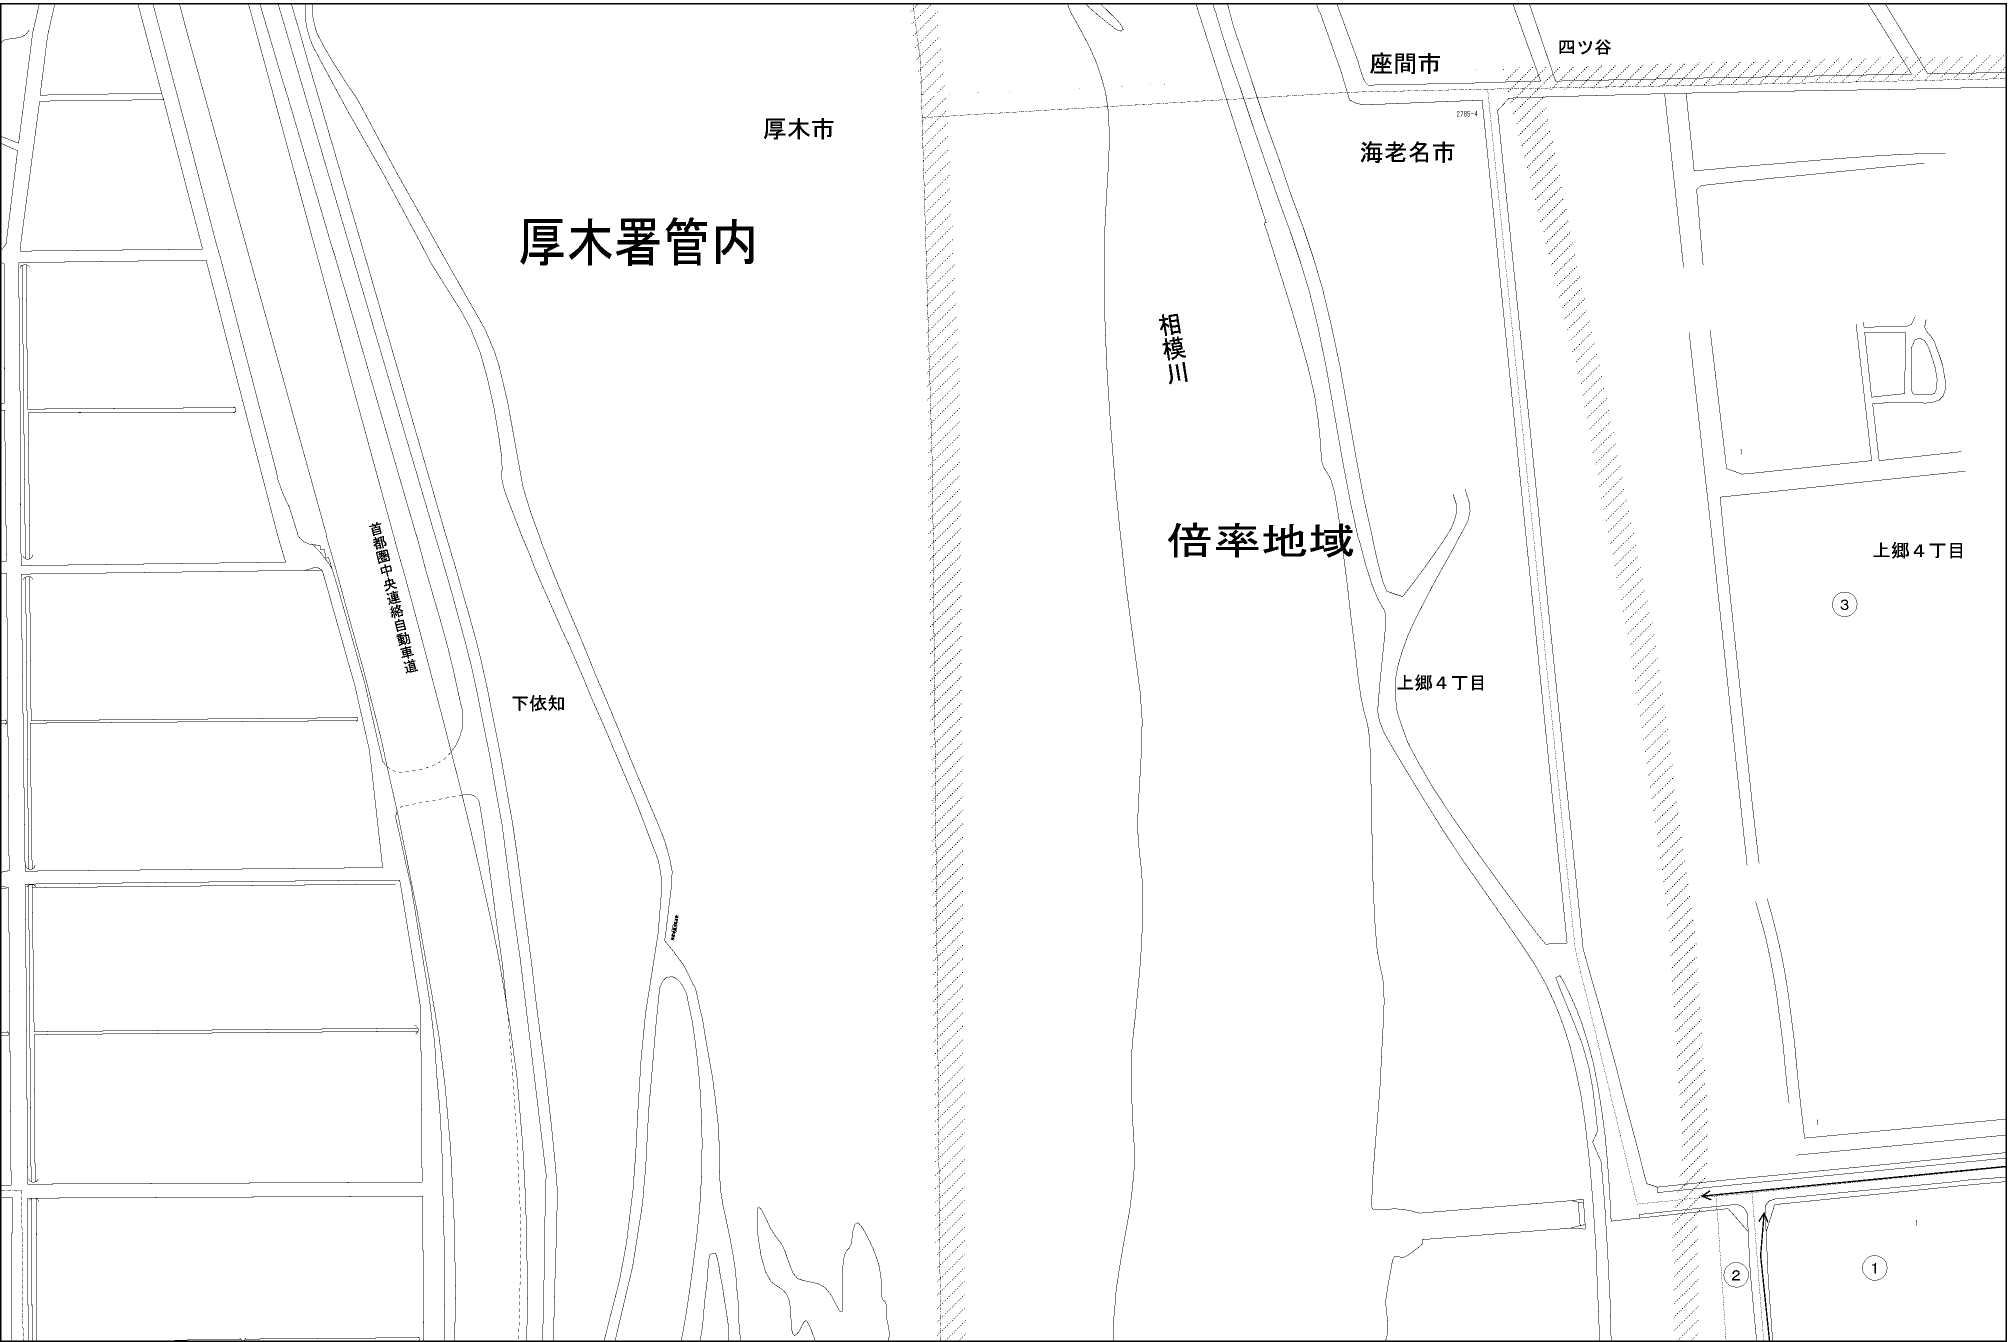 四ツ谷
座間市
2785-4
厚木市
海老名市
厚木署管内
相模川
倍率地域
首都圏中央連絡自動車道
上郷4丁目
3
上郷4丁目
下依知
2
1